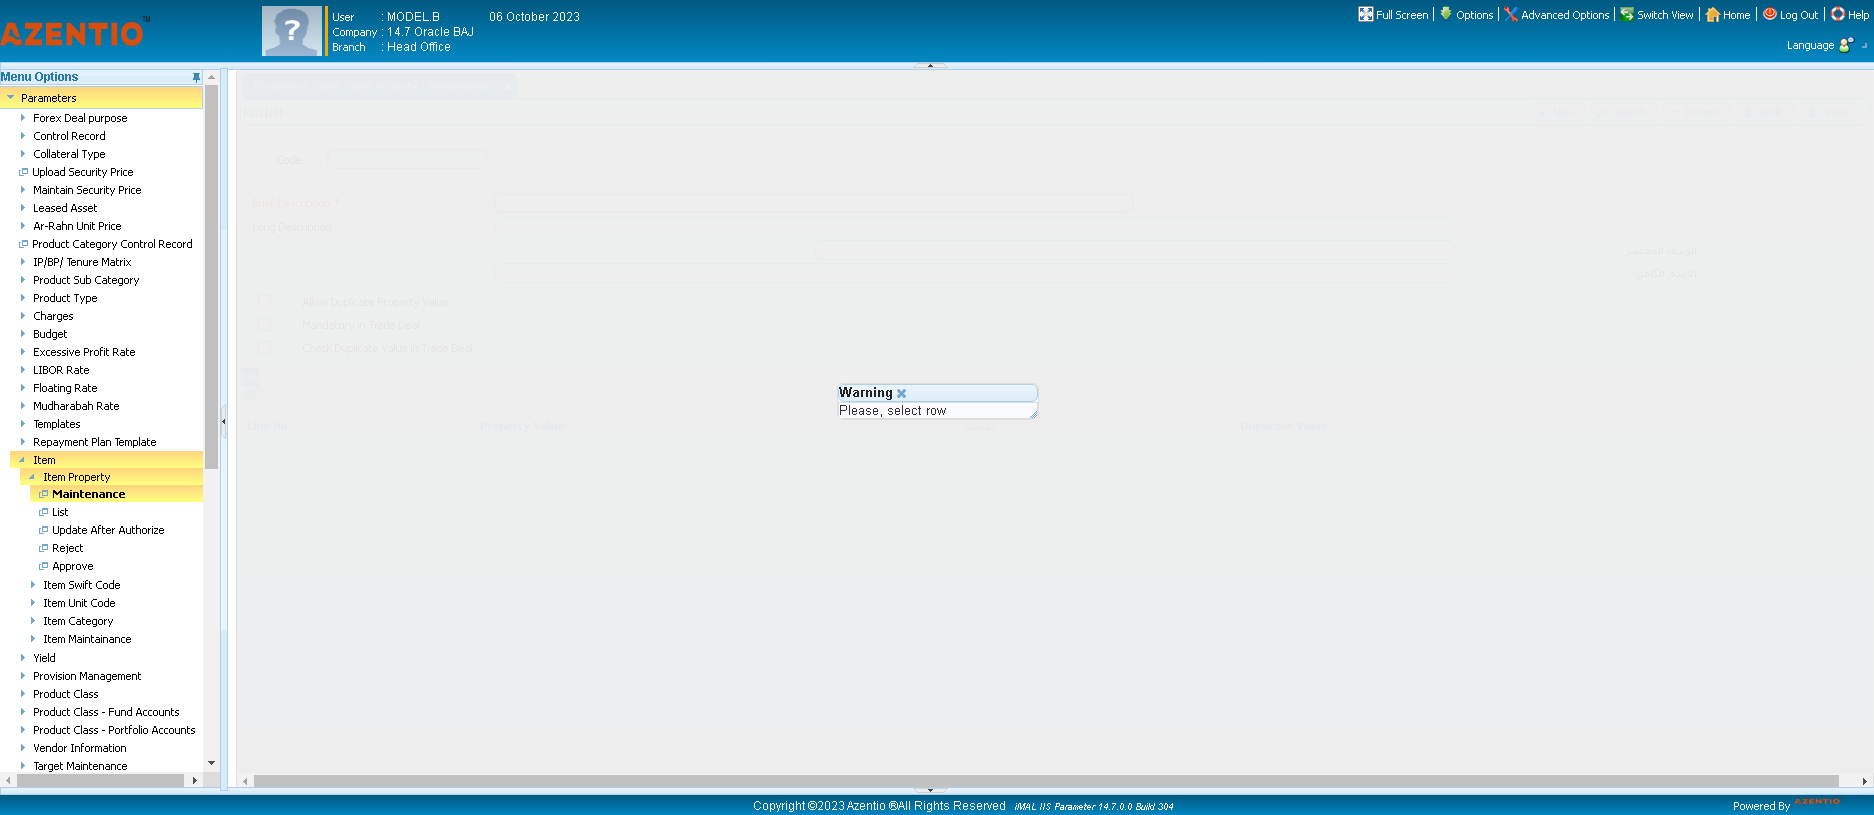 AZENTIO™
User : MODEL.B 06 October 2023
Company : 14.7 Oracle BAJ
Branch : Head Office
Full Screen
Options
Advanced Options
Switch View
Home
Log Out
Help
Language
Menu Options
Parameters
Forex Deal purpose
Control Record
Collateral Type
Upload Security Price
Maintain Security Price
Leased Asset
Ar-Rahn Unit Price
Product Category Control Record
IP/BP/ Tenure Matrix
Product Sub Category
Product Type
Charges
Budget
Excessive Profit Rate
LIBOR Rate
Floating Rate
Mudharabah Rate
Templates
Repayment Plan Template
Item
Item Property
Maintenance
List
Update After Authorize
Reject
Approve
Item Swift Code
Item Unit Code
Item Category
Item Maintainance
Yield
Provision Management
Product Class
Product Class - Fund Accounts
Product Class - Portfolio Accounts
Vendor Information
Target Maintenance
Code
Brief Description *
Long Description
الوصف المختصر
الاسم الكامل
Allow Duplicate Property Value
Mandatory in Trade Deal
Check Duplicate Value in Trade Deal
Warning
Please, select row
Line No
Property Value
Duplicate Value
Copyright ©2023 Azentio ®All Rights Reserved iMAL IIS Parameter 14.7.0.0 Build 304
Powered By AZENTIO